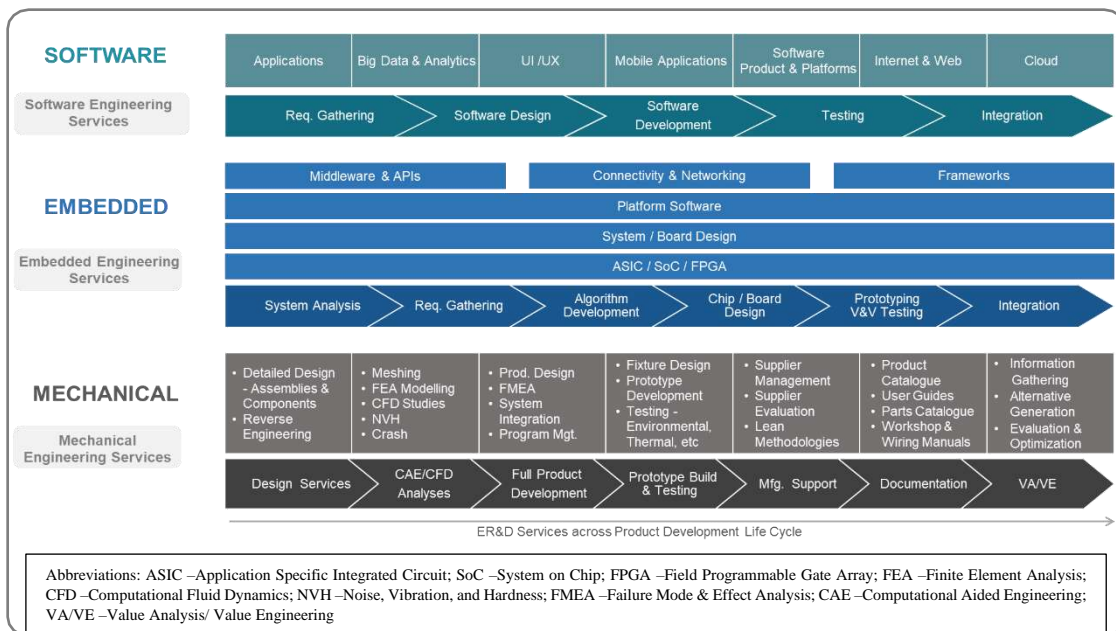 SOFTWARE
Applications
Big Data & Analytics
UI /UX
Mobile Applications
Software
Product & Platforms
Internet & Web
Cloud
Software Engineering
Services
Req. Gathering
Software Design
Software
Development
Testing
Integration
EMBEDDED
Middleware & APIs
Connectivity & Networking
Frameworks
Platform Software
System / Board Design
Embedded Engineering
Services
ASIC / SoC / FPGA
System Analysis
Req. Gathering
Algorithm
Development
Chip / Board
Design
Prototyping
V&V Testing
Integration
MECHANICAL
• Detailed Design
- Assemblies &
Components
• Reverse
Engineering
• Meshing
• FEA Modelling
• CFD Studies
• NVH
• Crash
• Prod. Design
• FMEA
• System
Integration
• Program Mgt.
• Fixture Design
• Prototype
Development
• Testing -
Environmental,
Thermal, etc
• Supplier
Management
• Supplier
Evaluation
• Lean
Methodologies
• Product
Catalogue
• User Guides
• Parts Catalogue
• Workshop &
Wiring Manuals
• Information
Gathering
• Alternative
Generation
• Evaluation &
Optimization
Mechanical
Engineering Services
Design Services
CAE/CFD
Analyses
Full Product
Development
Prototype Build
& Testing
Mfg. Support
Documentation
VA/VE
ER&D Services across Product Development Life Cycle
Abbreviations: ASIC –Application Specific Integrated Circuit; SoC –System on Chip; FPGA –Field Programmable Gate Array; FEA –Finite Element Analysis;
CFD –Computational Fluid Dynamics; NVH –Noise, Vibration, and Hardness; FMEA –Failure Mode & Effect Analysis; CAE –Computational Aided Engineering;
VA/VE –Value Analysis/ Value Engineering